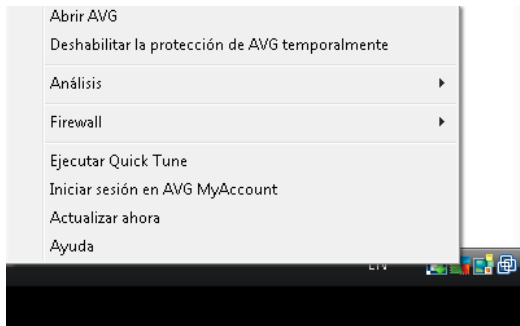 Abrir AVG
Deshabilitar la protección de AVG temporalmente
Análisis
Firewall
Ejecutar Quick Tune
Iniciar sesión en AVG MyAccount
Actualizar ahora
Ayuda